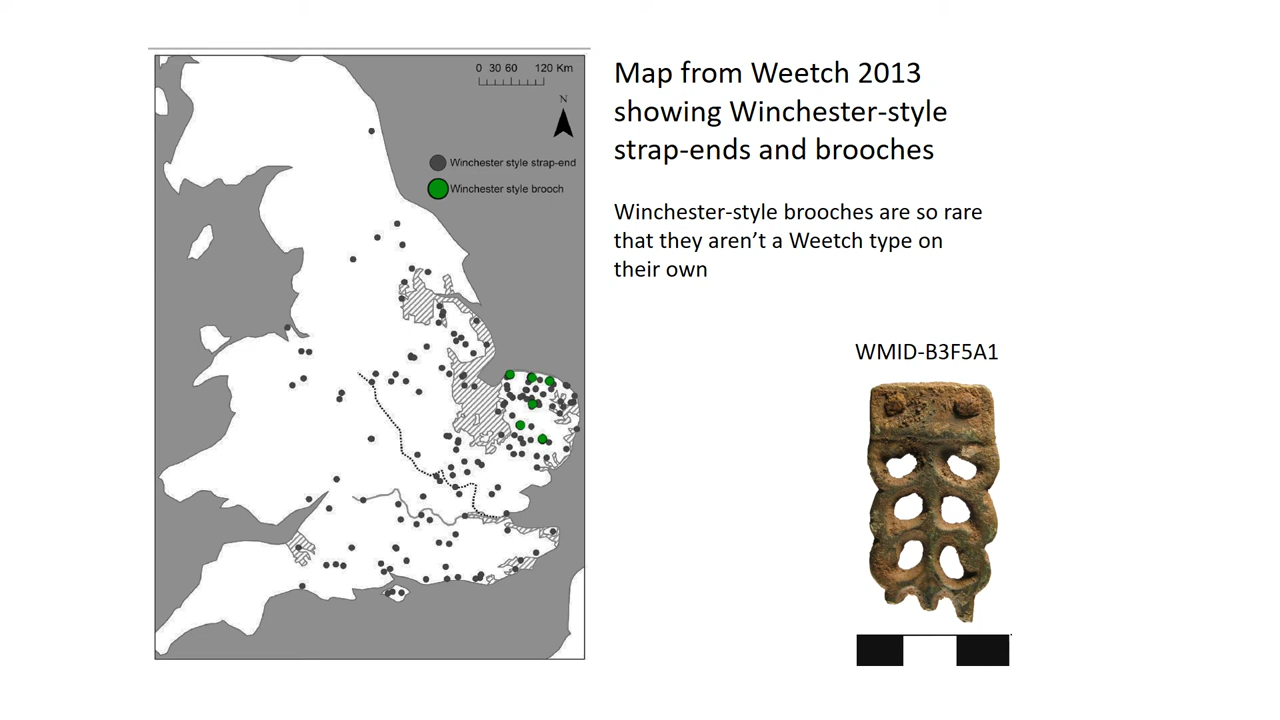 0 30 60 120 Km
N
Winchester style strap-end
Winchester style brooch
Map from Weetch 2013
showing Winchester-style
strap-ends and brooches
Winchester-style brooches are so rare
that they aren’t a Weetch type on
their own
WMID-B3F5A1